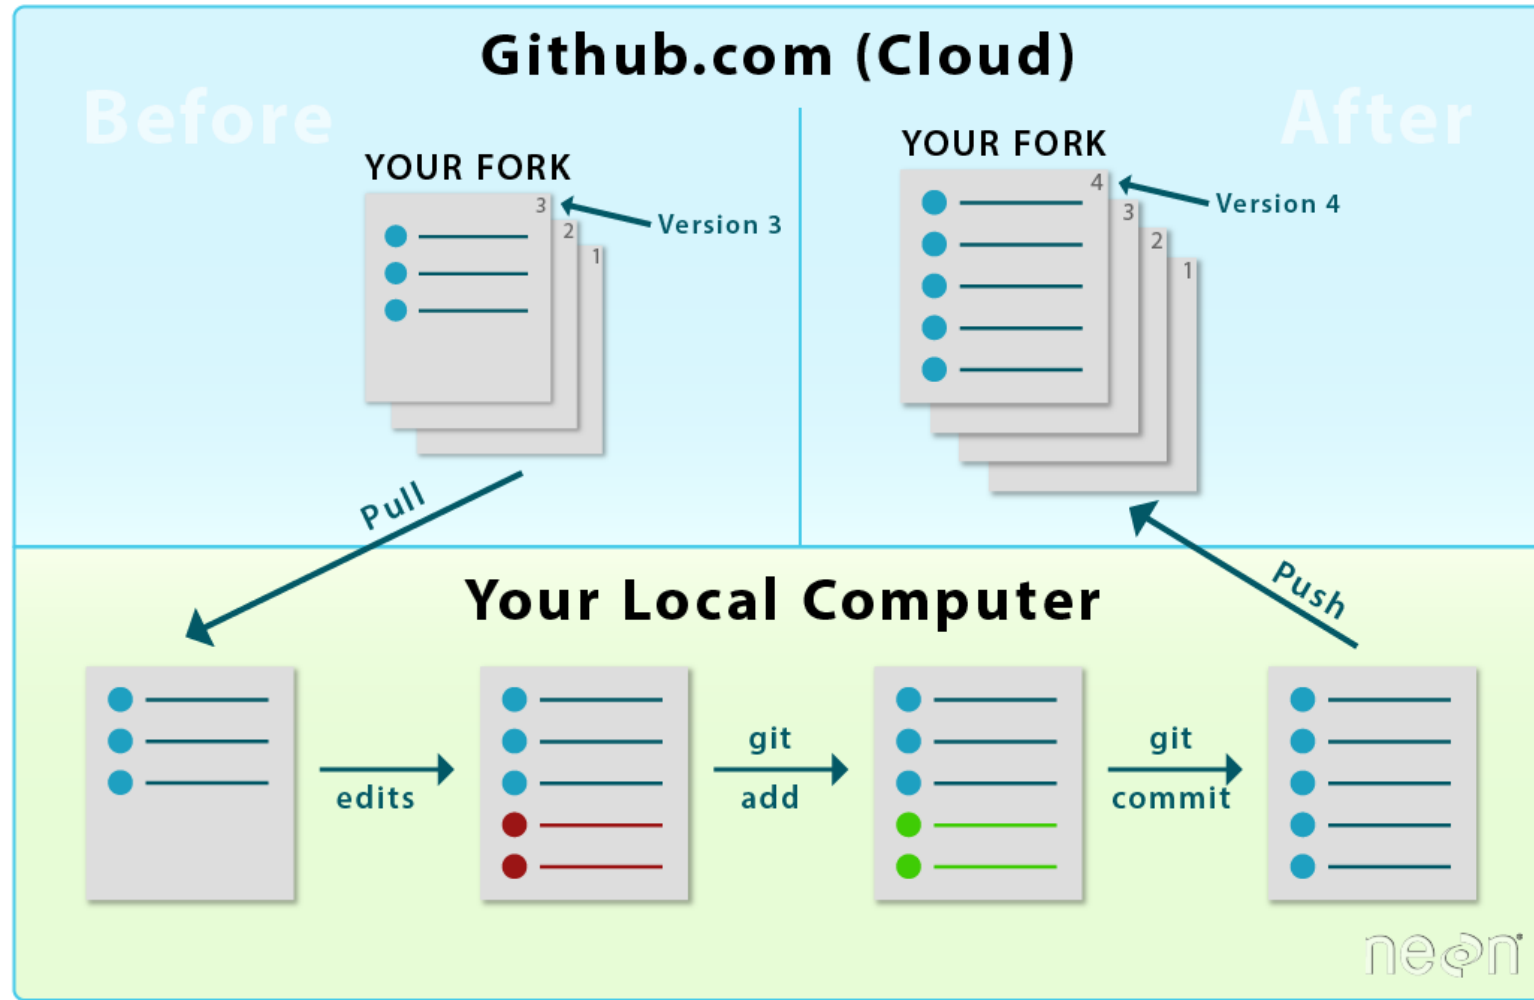 Github.com (Cloud)
Before
After
YOUR FORK
3
2
1
Version 3
YOUR FORK
4
3
2
1
Version 4
Pull
Push
Your Local Computer
edits
git
add
git
commit
neon